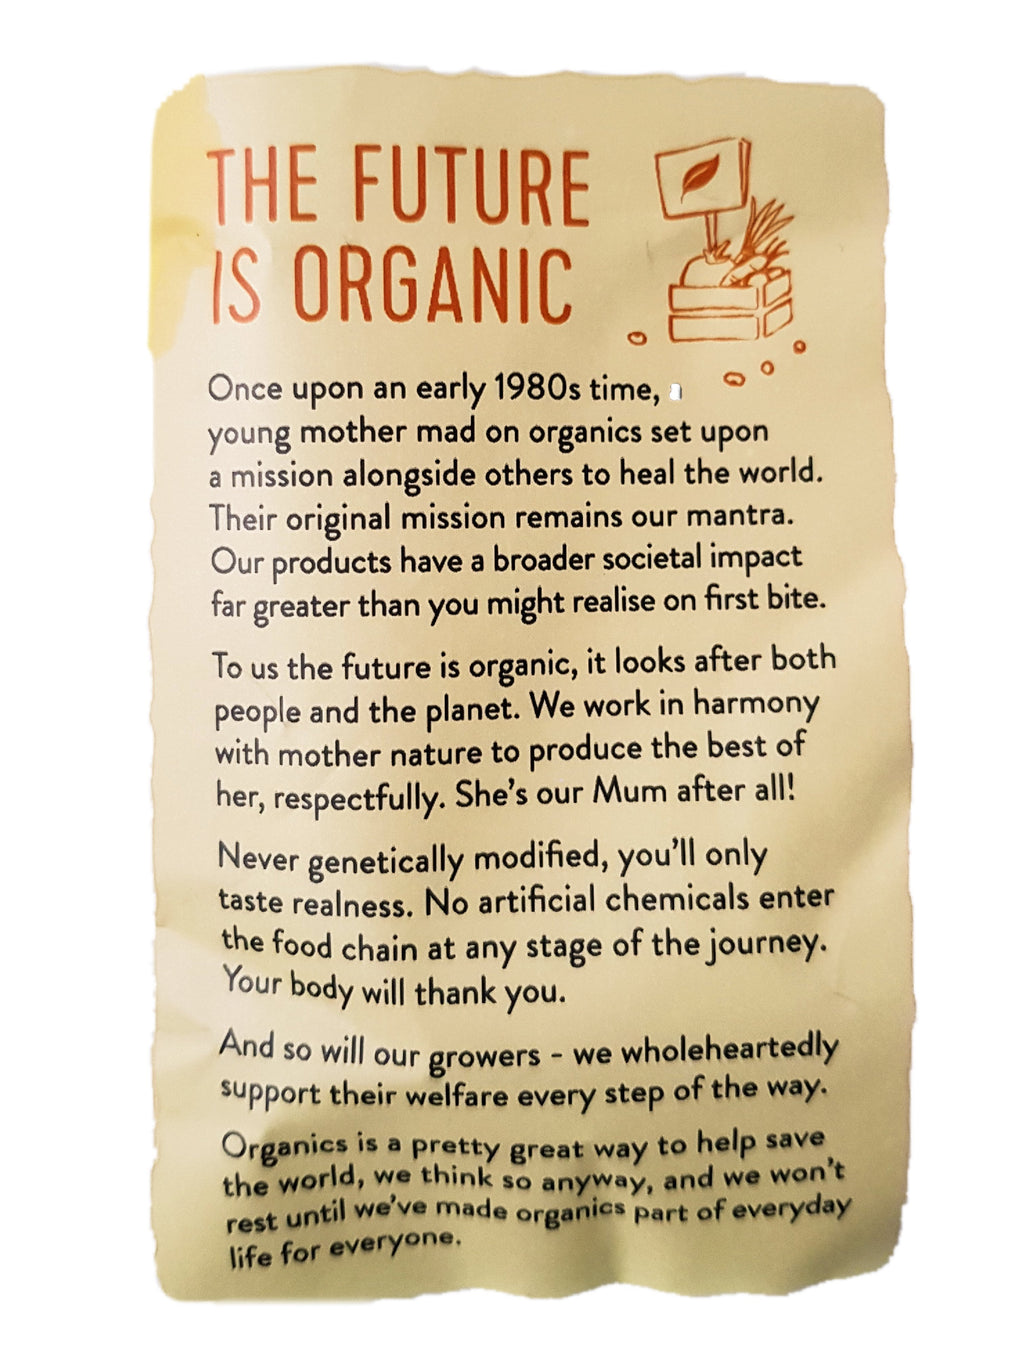 THE FUTURE
IS ORGANIC
Once upon an early 1980s time,
young mother mad on organics set upon
a mission alongside others to heal the world.
Their original mission remains our mantra.
Our products have a broader societal impact
far greater than you might realise on first bite.
To us the future is organic, it looks after both
people and the planet. We work in harmony
with mother nature to produce the best of
her, respectfully. She's our Mum after all!
Never genetically modified, you'll only
taste realness. No artificial chemicals enter
the food chain at any stage of the journey.
Your body will thank you.
And so will our growers - we wholeheartedly
support their welfare every step of the way.
Organics is a pretty great way to help save
the world, we think so anyway, and we won't
rest until we've made organics part of everyday
life for everyone.